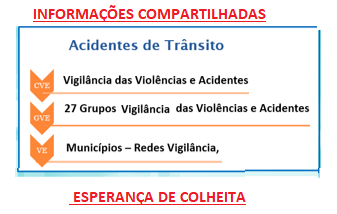 INFORMAÇÕES COMPARTILHADAS
Acidentes de Trânsito
CVE Vigilância das Violências e Acidentes
GVE 27 Grupos Vigilância das Violências e Acidentes
VE Municípios – Redes Vigilância,
ESPERANÇA DE COLHEITA